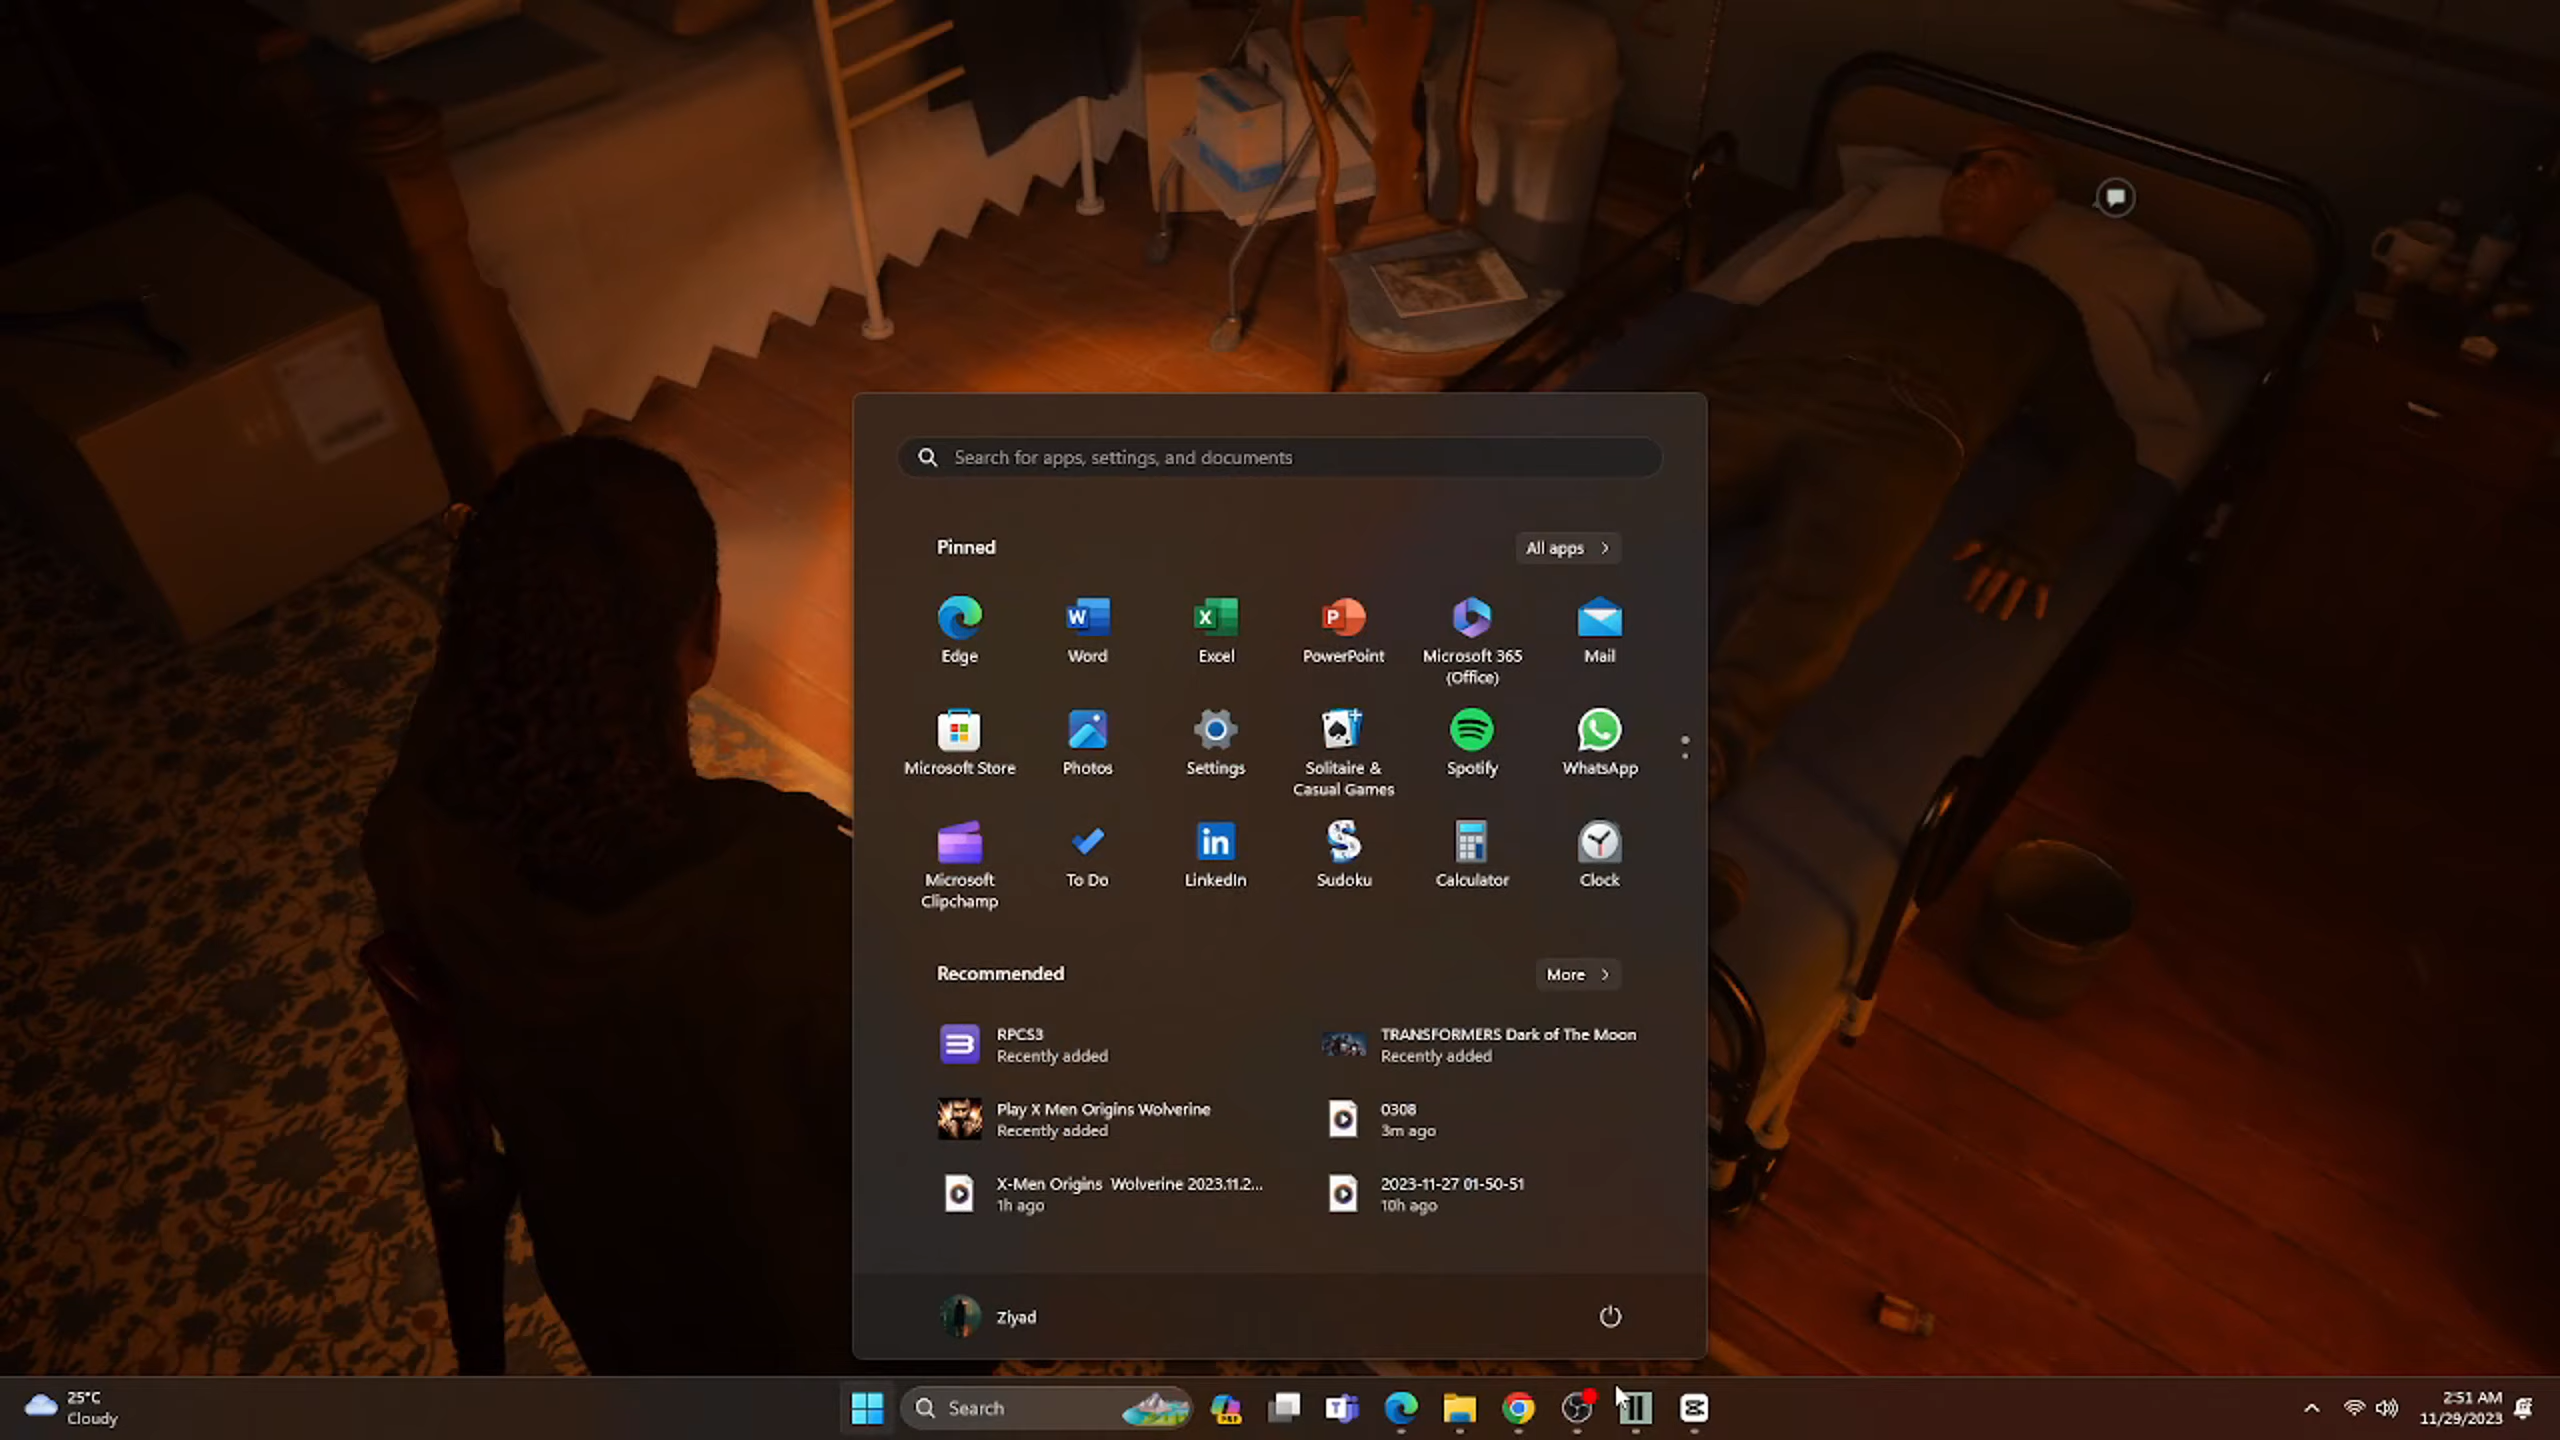 Search for apps, settings, and documents
Pinned
All apps
Edge
Word
Excel
PowerPoint
Microsoft 365
(Office)
Mail
Microsoft Store
Photos
Settings
Solitaire &
Casual Games
Spotify
WhatsApp
Microsoft
Clipchamp
To Do
LinkedIn
Sudoku
Calculator
Clock
Recommended
More
RPCS3
Recently added
TRANSFORMERS Dark of The Moon
Recently added
Play X Men Origins Wolverine
Recently added
0308
3m ago
X-Men Origins  Wolverine 2023.11.2...
1h ago
2023-11-27 01-50-51
10h ago
Ziyad
25°C
Cloudy
Search
2:51 AM
11/29/2023